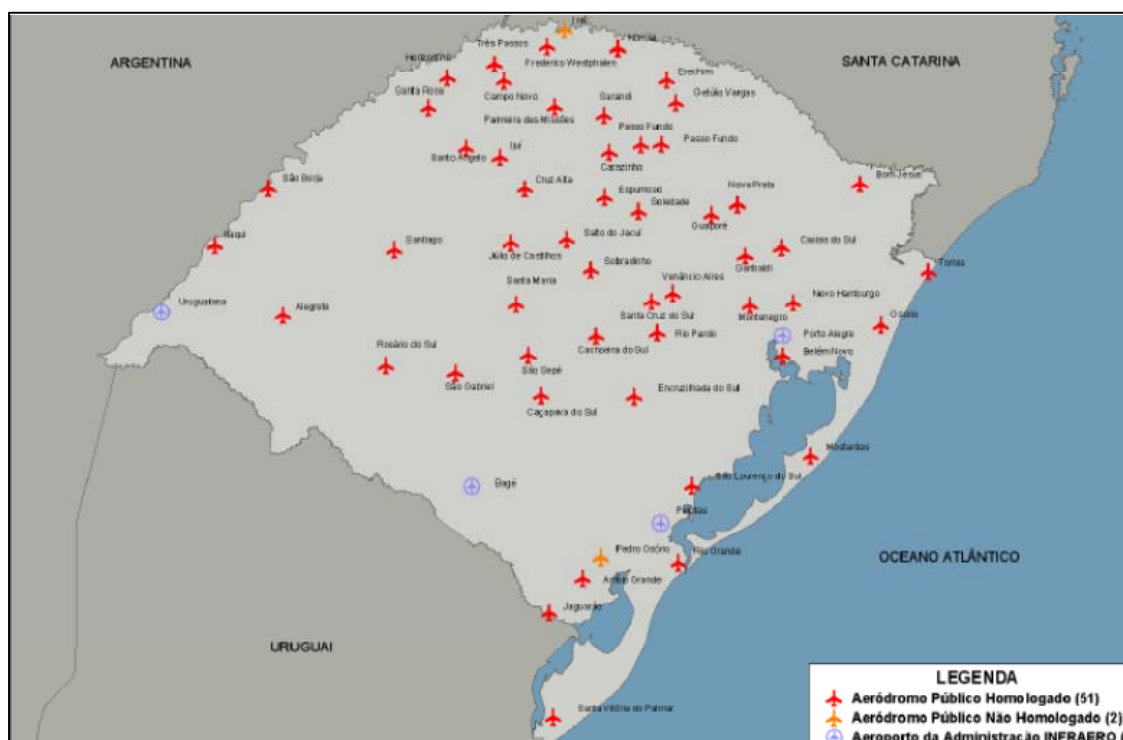 ARGENTINA
SANTA CATARINA
Três Passos
Frederico Westphalen
Erechim
Santa Rosa
Campo Novo
Sarandi
Getúlio Vargas
Palmeira das Missões
Passo Fundo
Passo Fundo
Santo Ângelo
Ijuí
Carazinho
São Borja
Cruz Alta
Bom Jesus
Espumoso
Nova Prata
Soledade
Guaporé
Itaqui
Santiago
Salto do Jacuí
Júlio de Castilhos
Caxias do Sul
Garibaldi
Sobradinho
Torres
Santa Maria
Venâncio Aires
Uruguaiana
Alegrete
Santa Cruz do Sul
Montenegro
Novo Hamburgo
Osório
Rosário do Sul
Cachoeira do Sul
Rio Pardo
Porto Alegre
Belém Novo
São Sepé
São Gabriel
Encruzilhada do Sul
Caçapava do Sul
Mostardas
Bagé
São Lourenço do Sul
Pelotas
Pedro Osório
Rio Grande
OCEANO ATLÂNTICO
Arroio Grande
Jaguarão
URUGUAI
Santa Vitória do Palmar
LEGENDA
Aeródromo Público Homologado (51)
Aeródromo Público Não Homologado (2)
Aeroporto da Administração INFRAERO (